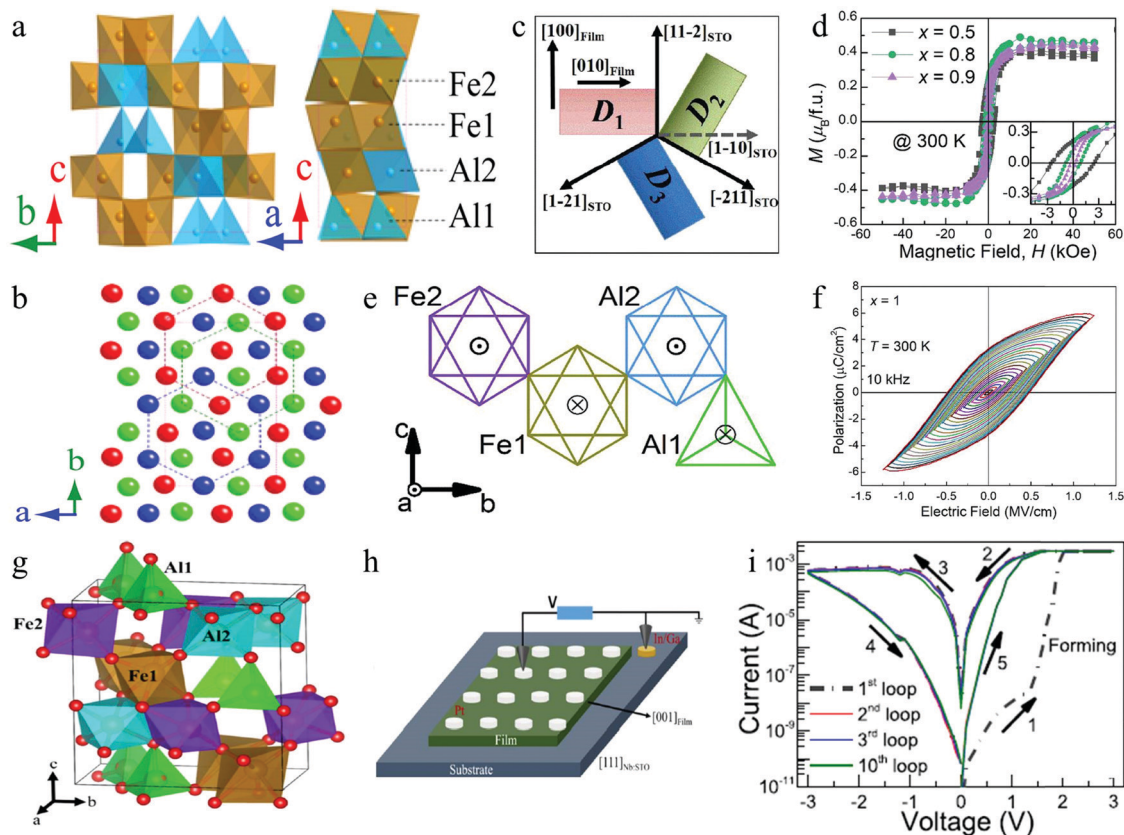 a
Fe2
Fe1
Al2
Al1
c
b
c
a
c
[100]Film
[010]Film
[11-2]STO
D1
D2
D3
[1-10]STO
[1-21]STO
[-211]STO
d
M (μB/f.u.)
0.6
0.4
0.2
0.0
-0.2
-0.4
-0.6
x = 0.5
x = 0.8
x = 0.9
@ 300 K
0.3
0.0
-0.3
-3 0 3
-60 -40 -20 0 20 40 60
Magnetic Field, H (kOe)
b
b
a
e
Fe2
Al2
Fe1
Al1
c
a
b
f
Polarization (μC/cm2)
8
6
4
2
0
-2
-4
-6
-8
x = 1
T = 300 K
10 kHz
-1.5 -1.0 -0.5 0.0 0.5 1.0 1.5
Electric Field (MV/cm)
g
Al1
Fe2
Al2
Fe1
c
b
a
h
V
In/Ga
Pt
Film
[001]Film
Substrate
[111]Nb:STO
i
Current (A)
10-3
10-5
10-7
10-9
10-11
3
2
4
5
1
Forming
1st loop
2nd loop
3rd loop
10th loop
-3 -2 -1 0 1 2 3
Voltage (V)